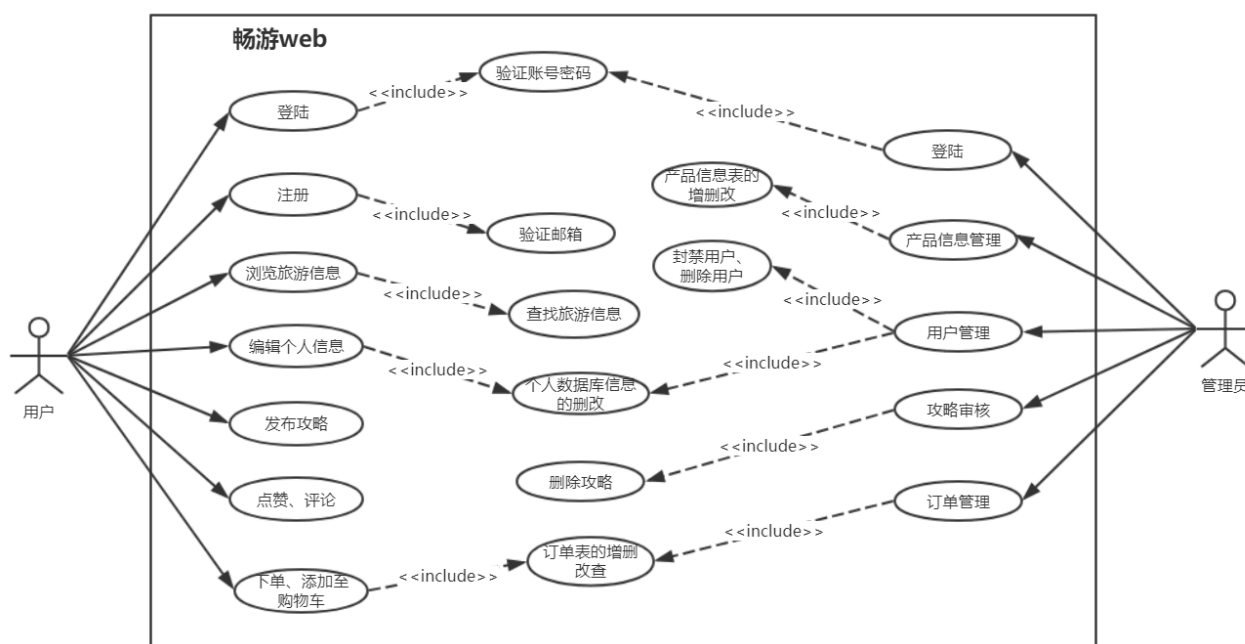 畅游web
验证账号密码
<<include>>
<<include>>
登陆
登陆
产品信息表的
增删改
注册
<<include>>
<<include>>
验证邮箱
产品信息管理
封禁用户、
删除用户
浏览旅游信息
<<include>>
<<include>>
查找旅游信息
用户管理
编辑个人信息
<<include>>
<<include>>
个人数据库信息
的删改
用户
管理员
攻略审核
发布攻略
<<include>>
删除攻略
点赞、评论
订单管理
<<include>>
订单表的增删
改查
<<include>>
下单、添加至
购物车